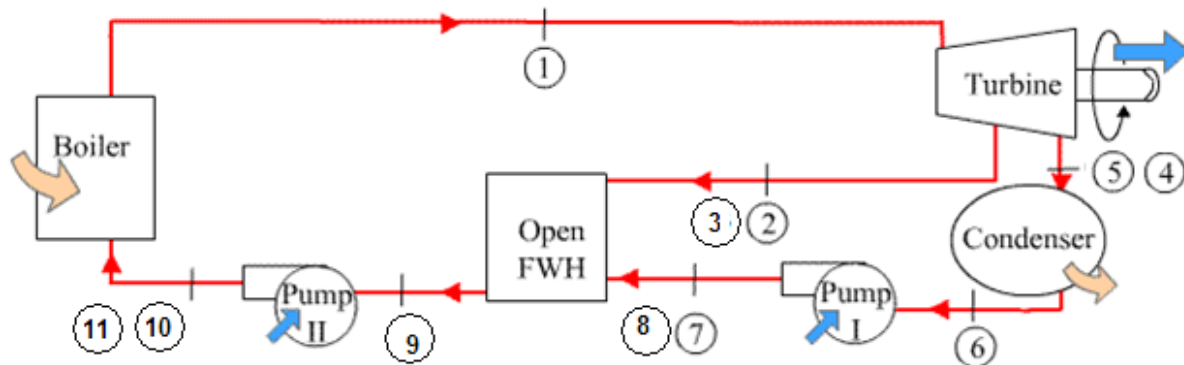 1
Turbine
Boiler
5 4
3 2
Open
FWH
Condenser
Pump
II
Pump
I
11 10
9
8 7
6